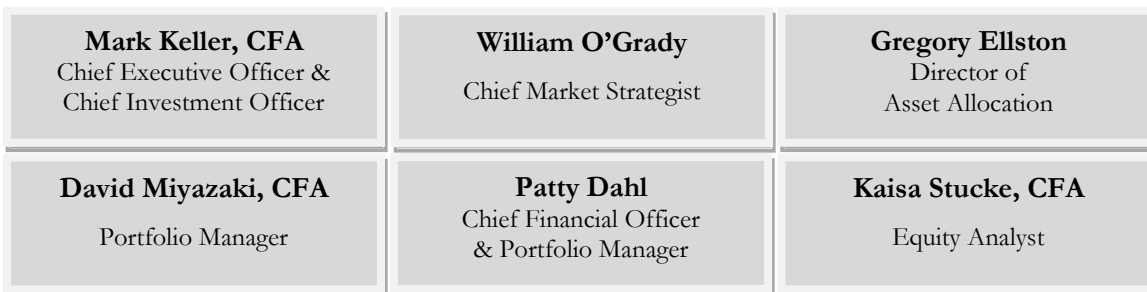 Mark Keller, CFA
Chief Executive Officer &
Chief Investment Officer
William O’Grady
Chief Market Strategist
Gregory Ellston
Director of
Asset Allocation
David Miyazaki, CFA
Portfolio Manager
Patty Dahl
Chief Financial Officer
& Portfolio Manager
Kaisa Stucke, CFA
Equity Analyst